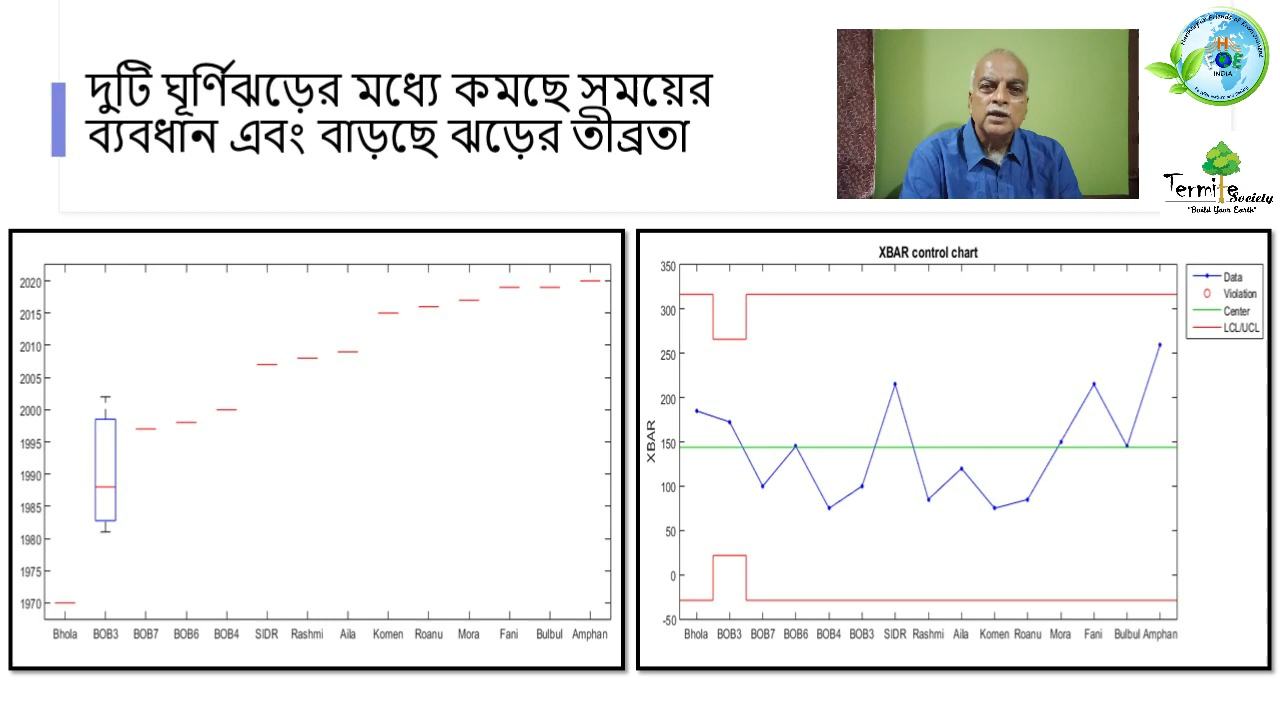 দুটি ঘূর্ণিঝড়ের মধ্যে কমছে সময়ের
ব্যবধান এবং বাড়ছে ঝড়ের তীব্রতা
HOE
INDIA
Termite
Society
"Build Your Earth"
2020
2015
2010
2005
2000
1995
1990
1985
1980
1975
1970
Bhola BOB3 BOB7 BOB6 BOB4 SIDR Rashmi Aila Komen Roanu Mora Fani Bulbul Amphan
XBAR control chart
XBAR
350
300
250
200
150
100
50
0
-50
Bhola BOB3 BOB7 BOB6 BOB4 BOB3 SIDR Rashmi Aila Komen Roanu Mora Fani Bulbul Amphan
Data
Violation
Center
LCL/UCL